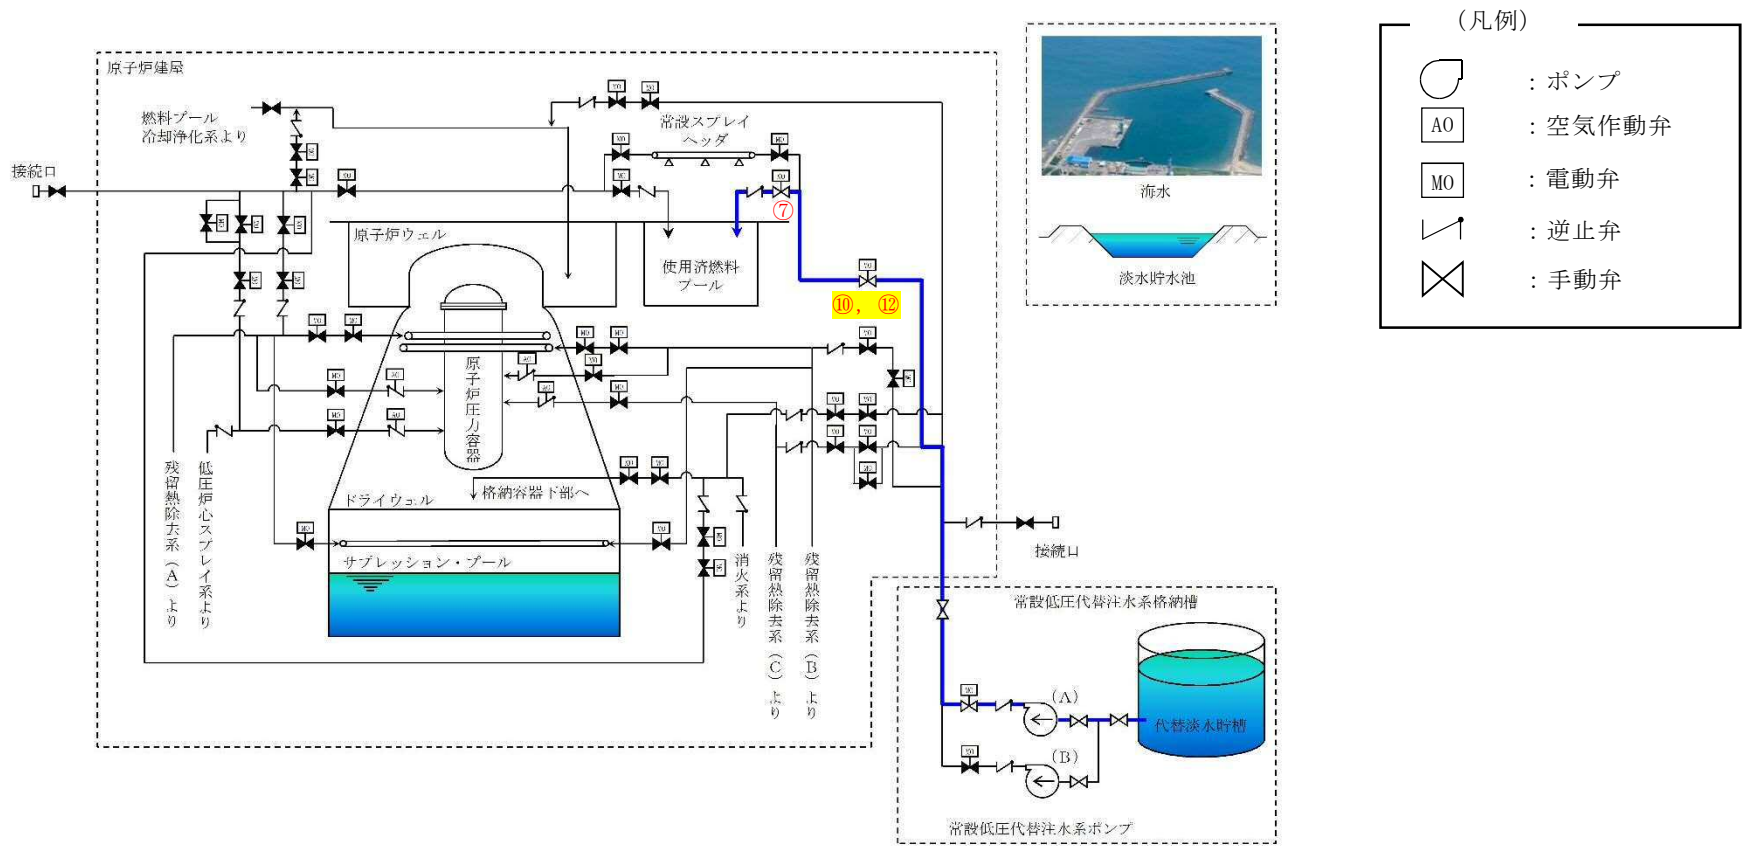 (凡例)
：ポンプ
AO
：空気作動弁
MO
：電動弁
：逆止弁
：手動弁
原子炉建屋
燃料プール
冷却浄化系より
接続口
常設スプレイ
ヘッダ
⑦
原子炉ウェル
使用済燃料
プール
⑩, ⑫
海水
淡水貯水池
原子炉圧力容器
格納容器下部へ
ドライウェル
サプレッション・プール
残留熱除去系(A)より
低圧炉心スプレイ系より
消火系より
残留熱除去系(C)より
残留熱除去系(B)より
接続口
常設低圧代替注水系格納槽
(A)
代替淡水貯槽
(B)
常設低圧代替注水系ポンプ